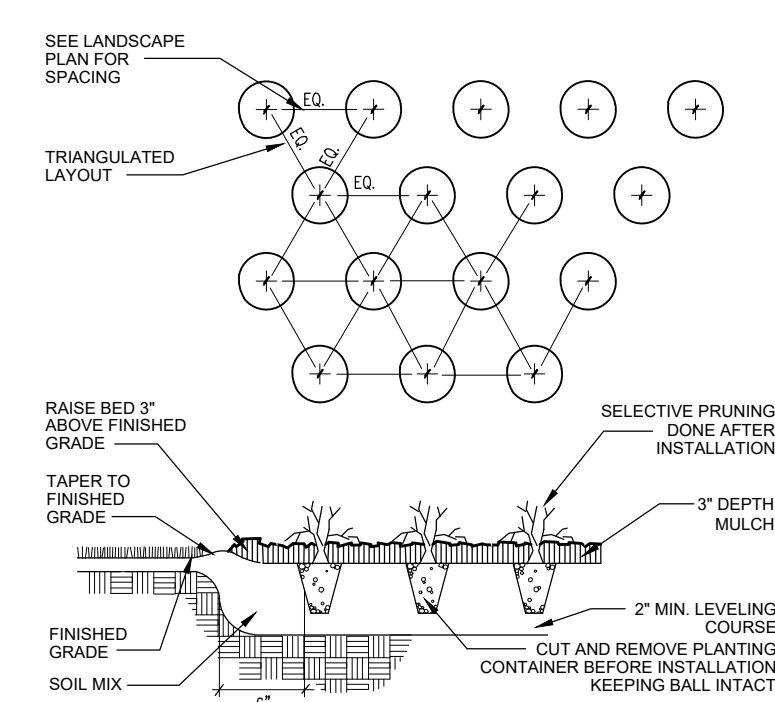 SEE LANDSCAPE
PLAN FOR
SPACING
EQ.
EQ.
EQ.
TRIANGULATED
LAYOUT
EQ.
RAISE BED 3"
ABOVE FINISHED
GRADE
SELECTIVE PRUNING
DONE AFTER
INSTALLATION
TAPER TO
FINISHED
GRADE
3" DEPTH
MULCH
FINISHED
GRADE
2" MIN. LEVELING
COURSE
CUT AND REMOVE PLANTING
CONTAINER BEFORE INSTALLATION
KEEPING BALL INTACT
SOIL MIX